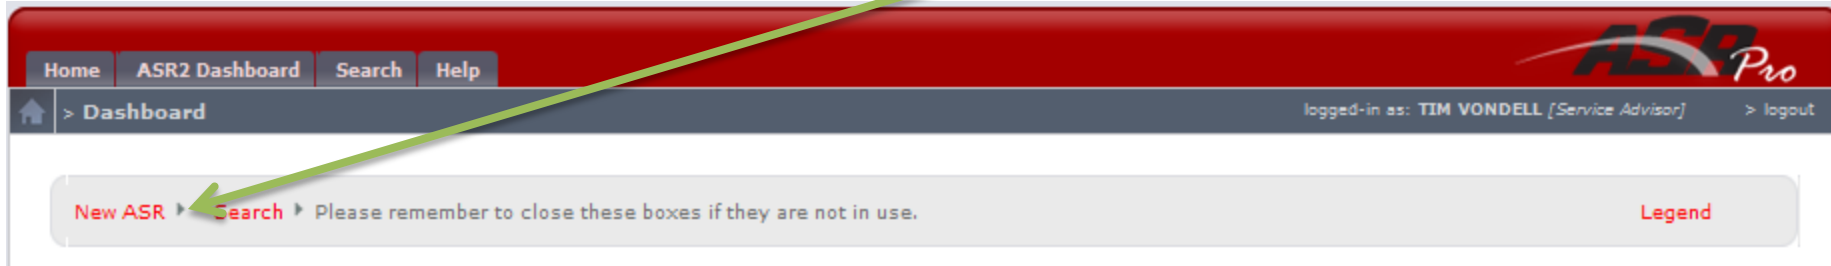 ASR Pro
Home ASR2 Dashboard Search Help
> Dashboard logged-in as: TIM VONDELL [Service Advisor] > logout
New ASR Search Please remember to close these boxes if they are not in use. Legend